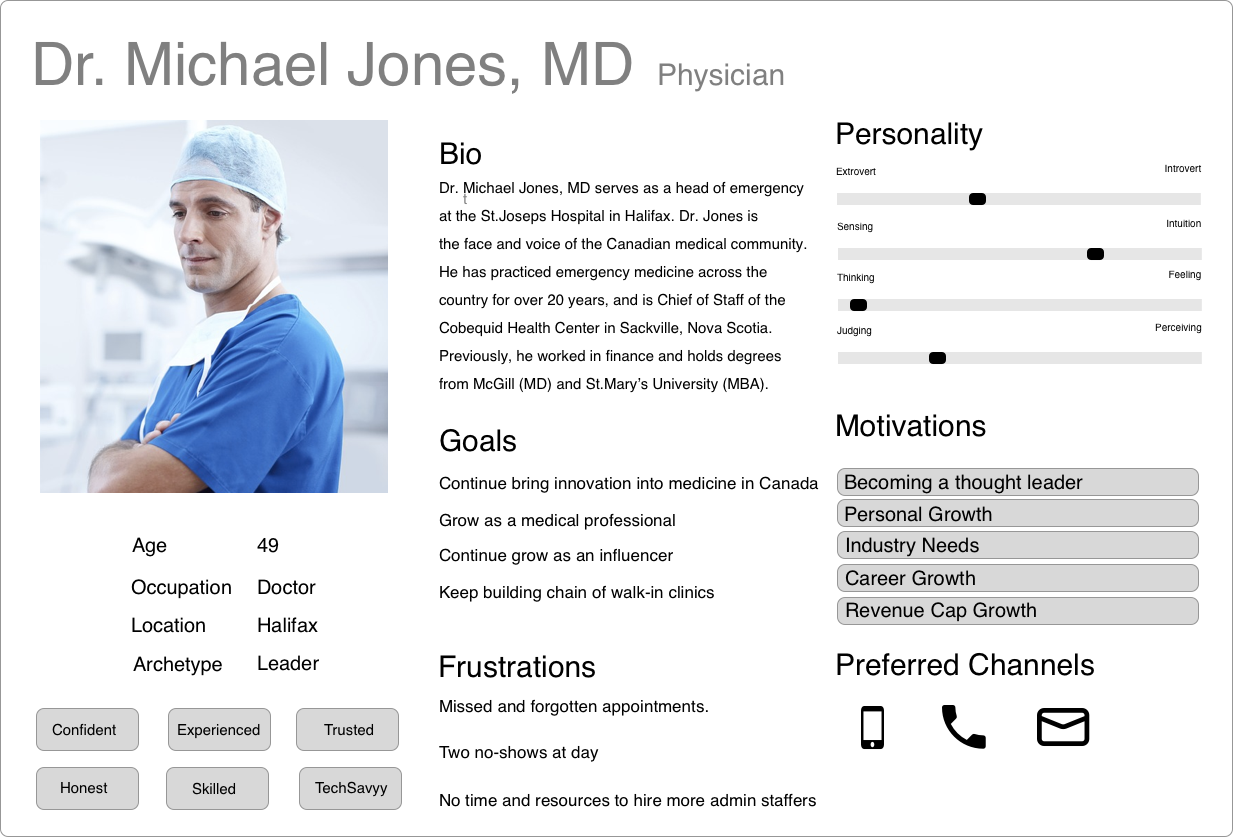 Dr. Michael Jones, MD Physician
Age 49
Occupation Doctor
Location Halifax
Archetype Leader
Confident Experienced Trusted
Honest Skilled TechSavyy
Bio
Dr. Michael Jones, MD serves as a head of emergency
t
at the St.Joseps Hospital in Halifax. Dr. Jones is
the face and voice of the Canadian medical community.
He has practiced emergency medicine across the
country for over 20 years, and is Chief of Staff of the
Cobequid Health Center in Sackville, Nova Scotia.
Previously, he worked in finance and holds degrees
from McGill (MD) and St.Mary’s University (MBA).
Goals
Continue bring innovation into medicine in Canada
Grow as a medical professional
Continue grow as an influencer
Keep building chain of walk-in clinics
Frustrations
Missed and forgotten appointments.
Two no-shows at day
No time and resources to hire more admin staffers
Personality
Extrovert Introvert
Sensing Intuition
Thinking Feeling
Judging Perceiving
Motivations
Becoming a thought leader
Personal Growth
Industry Needs
Career Growth
Revenue Cap Growth
Preferred Channels